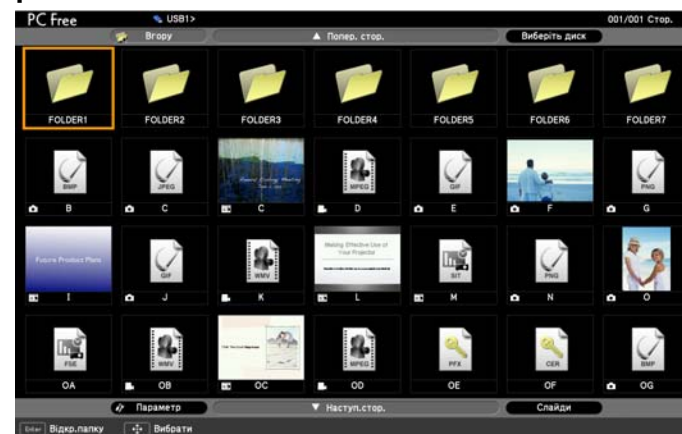 PC Free USB1> 001/001 Стор.
Вгору Попер. стор. Виберіть диск
FOLDER1 FOLDER2 FOLDER3 FOLDER4 FOLDER5 FOLDER6 FOLDER7
BMP JPEG MPEG GIF PNG
B C C D E F G
Future Product Plans GIF WMV Making Effective Use of Your Projector SIT PNG
I J K L M N O
FSE WMV MPEG PFX CER BMP
OA OB OC OD OE OF OG
Параметр Наступ.стор. Слайди
Enter Відкр.папку Вибрати